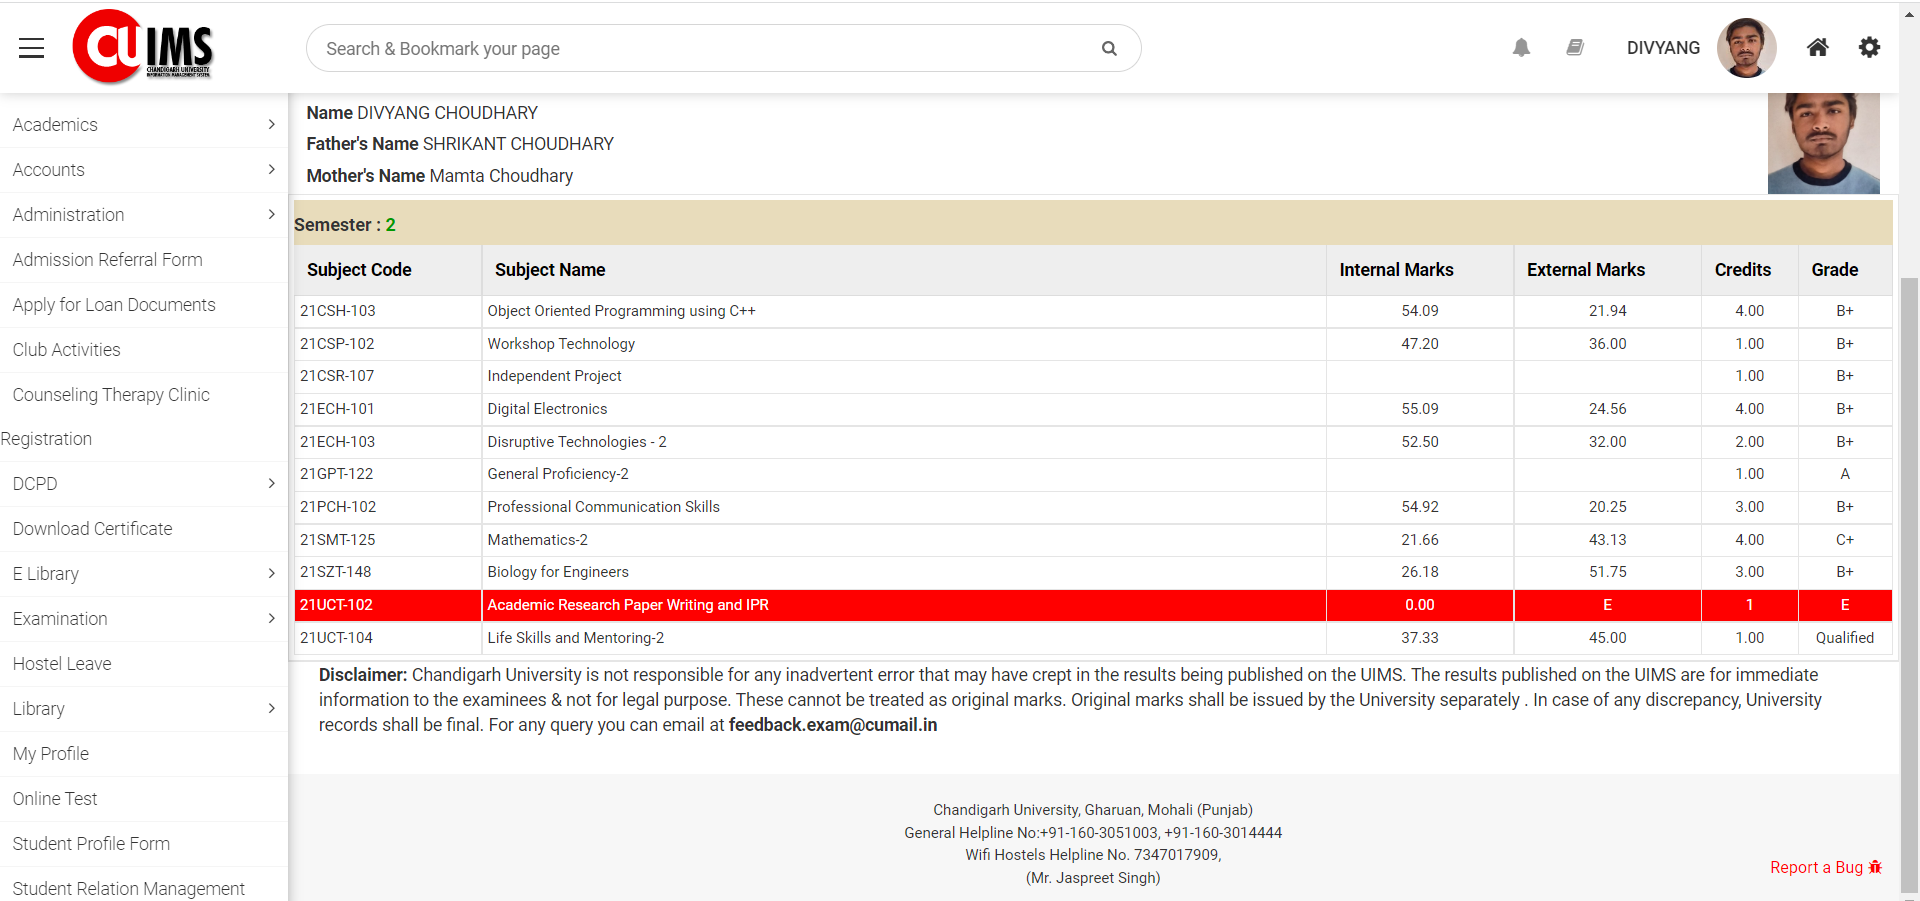 CU IMS
CHANDIGARH UNIVERSITY
INFORMATION MANAGEMENT SYSTEM
Search & Bookmark your page
DIVYANG
Academics
Accounts
Administration
Admission Referral Form
Apply for Loan Documents
Club Activities
Counseling Therapy Clinic
Registration
DCPD
Download Certificate
E Library
Examination
Hostel Leave
Library
My Profile
Online Test
Student Profile Form
Student Relation Management
Name DIVYANG CHOUDHARY
Father's Name SHRIKANT CHOUDHARY
Mother's Name Mamta Choudhary
Semester : 2
Subject Code Subject Name Internal Marks External Marks Credits Grade
21CSH-103 Object Oriented Programming using C++ 54.09 21.94 4.00 B+
21CSP-102 Workshop Technology 47.20 36.00 1.00 B+
21CSR-107 Independent Project 1.00 B+
21ECH-101 Digital Electronics 55.09 24.56 4.00 B+
21ECH-103 Disruptive Technologies - 2 52.50 32.00 2.00 B+
21GPT-122 General Proficiency-2 1.00 A
21PCH-102 Professional Communication Skills 54.92 20.25 3.00 B+
21SMT-125 Mathematics-2 21.66 43.13 4.00 C+
21SZT-148 Biology for Engineers 26.18 51.75 3.00 B+
21UCT-102 Academic Research Paper Writing and IPR 0.00 E 1 E
21UCT-104 Life Skills and Mentoring-2 37.33 45.00 1.00 Qualified
Disclaimer: Chandigarh University is not responsible for any inadvertent error that may have crept in the results being published on the UIMS. The results published on the UIMS are for immediate
information to the examinees & not for legal purpose. These cannot be treated as original marks. Original marks shall be issued by the University separately . In case of any discrepancy, University
records shall be final. For any query you can email at feedback.exam@cumail.in
Chandigarh University, Gharuan, Mohali (Punjab)
General Helpline No:+91-160-3051003, +91-160-3014444
Wifi Hostels Helpline No. 7347017909,
(Mr. Jaspreet Singh)
Report a Bug